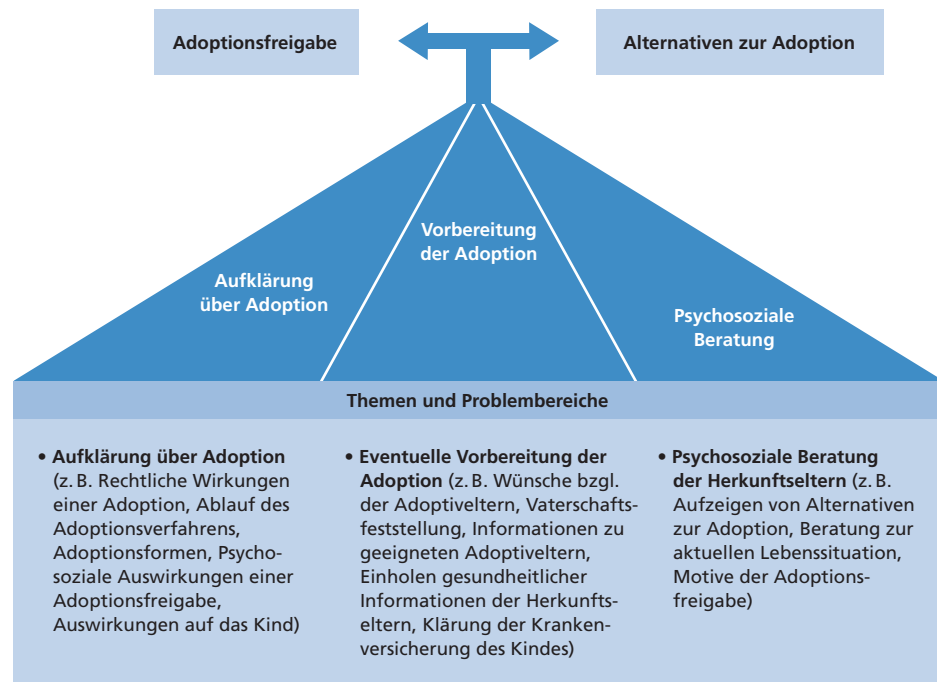 Adoptionsfreigabe
Alternativen zur Adoption
Vorbereitung
der Adoption
Aufklärung
über Adoption
Psychosoziale
Beratung
Themen und Problembereiche
• Aufklärung über Adoption
(z. B. Rechtliche Wirkungen
einer Adoption, Ablauf des
Adoptionsverfahrens,
Adoptionsformen, Psycho-
soziale Auswirkungen einer
Adoptionsfreigabe,
Auswirkungen auf das Kind)
• Eventuelle Vorbereitung der
Adoption (z. B. Wünsche bzgl.
der Adoptiveltern, Vaterschafts-
feststellung, Informationen zu
geeigneten Adoptiveltern,
Einholen gesundheitlicher
Informationen der Herkunfts-
eltern, Klärung der Kranken-
versicherung des Kindes)
• Psychosoziale Beratung
der Herkunftseltern (z. B.
Aufzeigen von Alternativen
zur Adoption, Beratung zur
aktuellen Lebenssituation,
Motive der Adoptions-
freigabe)